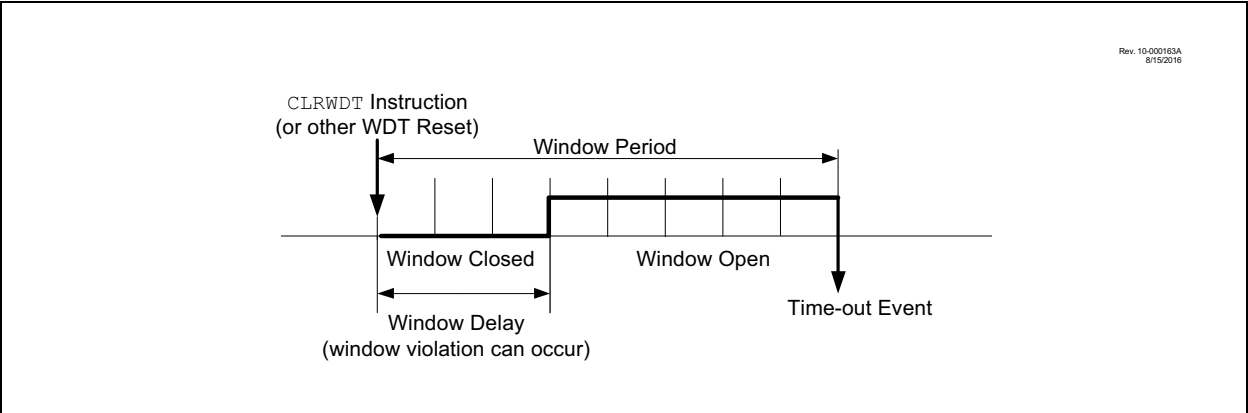 Rev. 10-000163A
8/15/2016
CLRWDT Instruction
(or other WDT Reset)
Window Period
Window Closed
Window Open
Time-out Event
Window Delay
(window violation can occur)